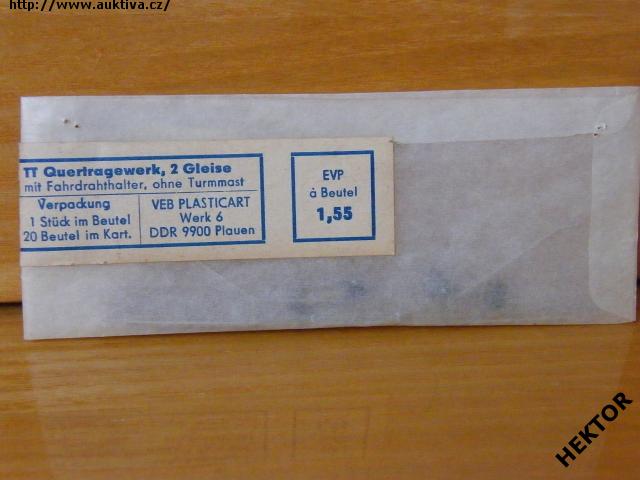 http://www.auktiva.cz/
TT Quertragewerk, 2 Gleise
mit Fahrdrahthalter, ohne Turmmast
Verpackung
1 Stück im Beutel
20 Beutel im Kart.
VEB PLASTICART
Werk 6
DDR 9900 Plauen
EVP
à Beutel
1,55
HEKTOR